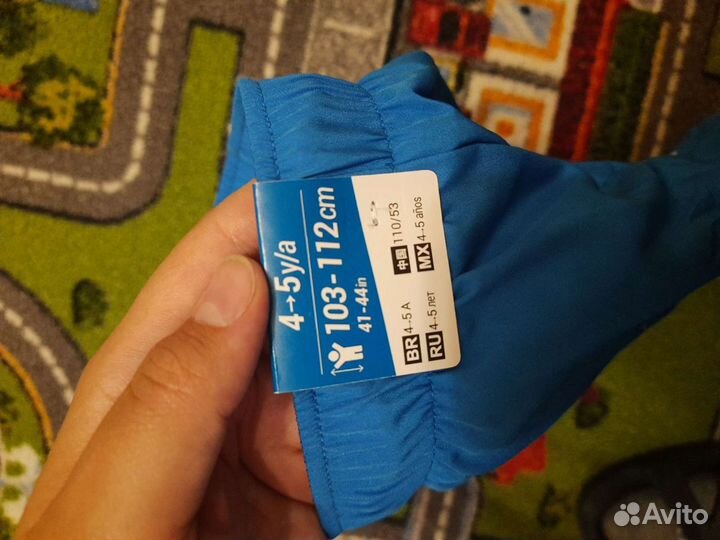 4→5y/a
103-112cm
41-44in
BR 4→5 A
RU 4→5 лет
中国 110/53
MX 4→5 años
Avito